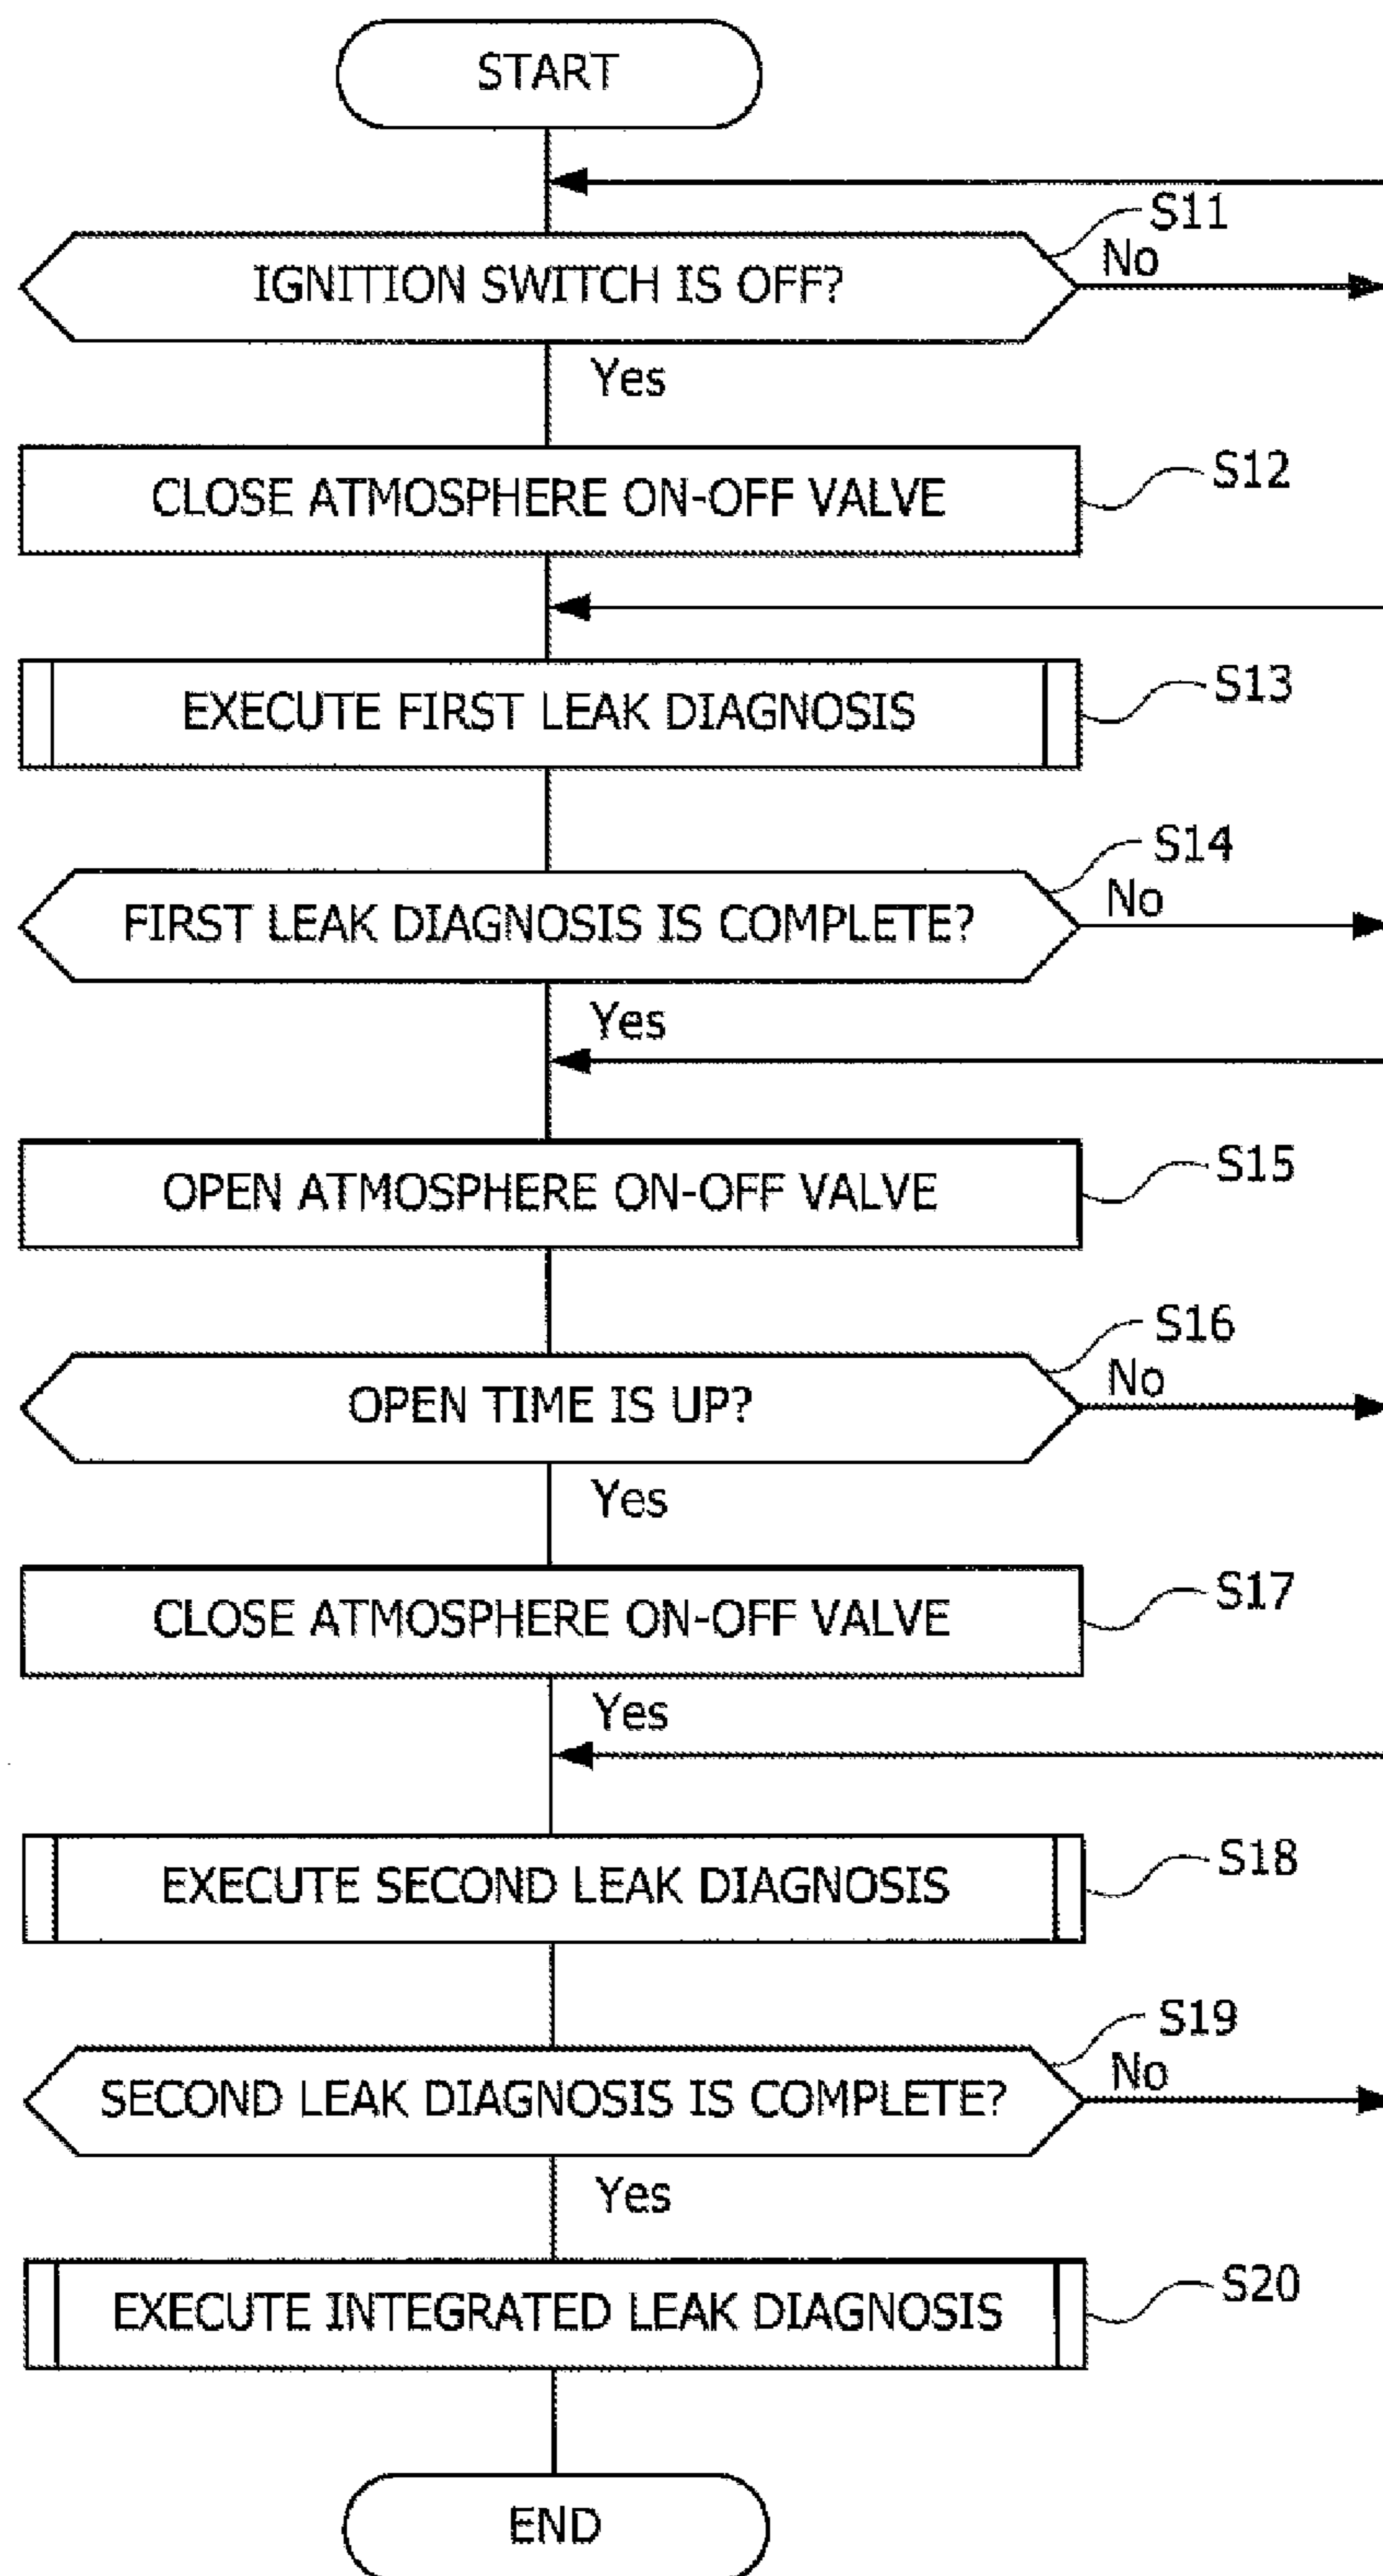 START
S11
IGNITION SWITCH IS OFF?
No
Yes
CLOSE ATMOSPHERE ON-OFF VALVE
S12
EXECUTE FIRST LEAK DIAGNOSIS
S13
S14
FIRST LEAK DIAGNOSIS IS COMPLETE?
No
Yes
OPEN ATMOSPHERE ON-OFF VALVE
S15
S16
OPEN TIME IS UP?
No
Yes
CLOSE ATMOSPHERE ON-OFF VALVE
S17
Yes
EXECUTE SECOND LEAK DIAGNOSIS
S18
S19
SECOND LEAK DIAGNOSIS IS COMPLETE?
No
Yes
EXECUTE INTEGRATED LEAK DIAGNOSIS
S20
END